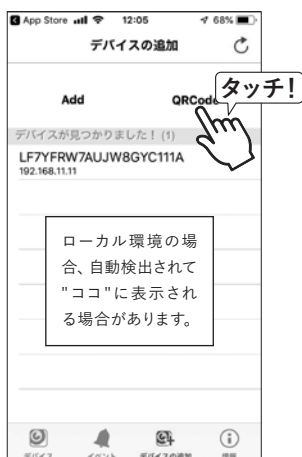 App Store 12:05 68%
デバイスの追加
Add QRCode
タッチ!
デバイスが見つかりました！(1)
LF7YFRW7AUJW8GYC111A
192.168.11.11
ローカル環境の場
合、自動検出されて
"ココ"に表示され
る場合があります。
デバイス イベント デバイスの追加 情報